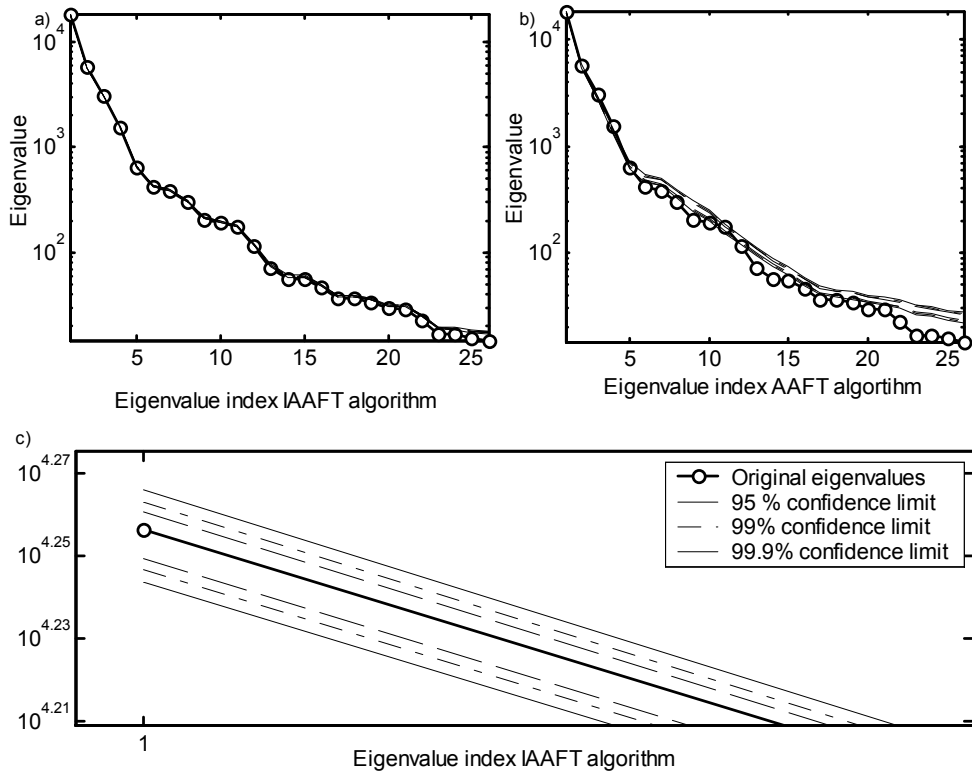 a)
10^4
10^3
10^2
Eigenvalue
5 10 15 20 25
Eigenvalue index IAAFT algorithm
b)
10^4
10^3
10^2
Eigenvalue
5 10 15 20 25
Eigenvalue index AAFT algorithm
c)
10^4.27
10^4.25
10^4.23
10^4.21
Original eigenvalues
95 % confidence limit
99% confidence limit
99.9% confidence limit
1
Eigenvalue index IAAFT algorithm